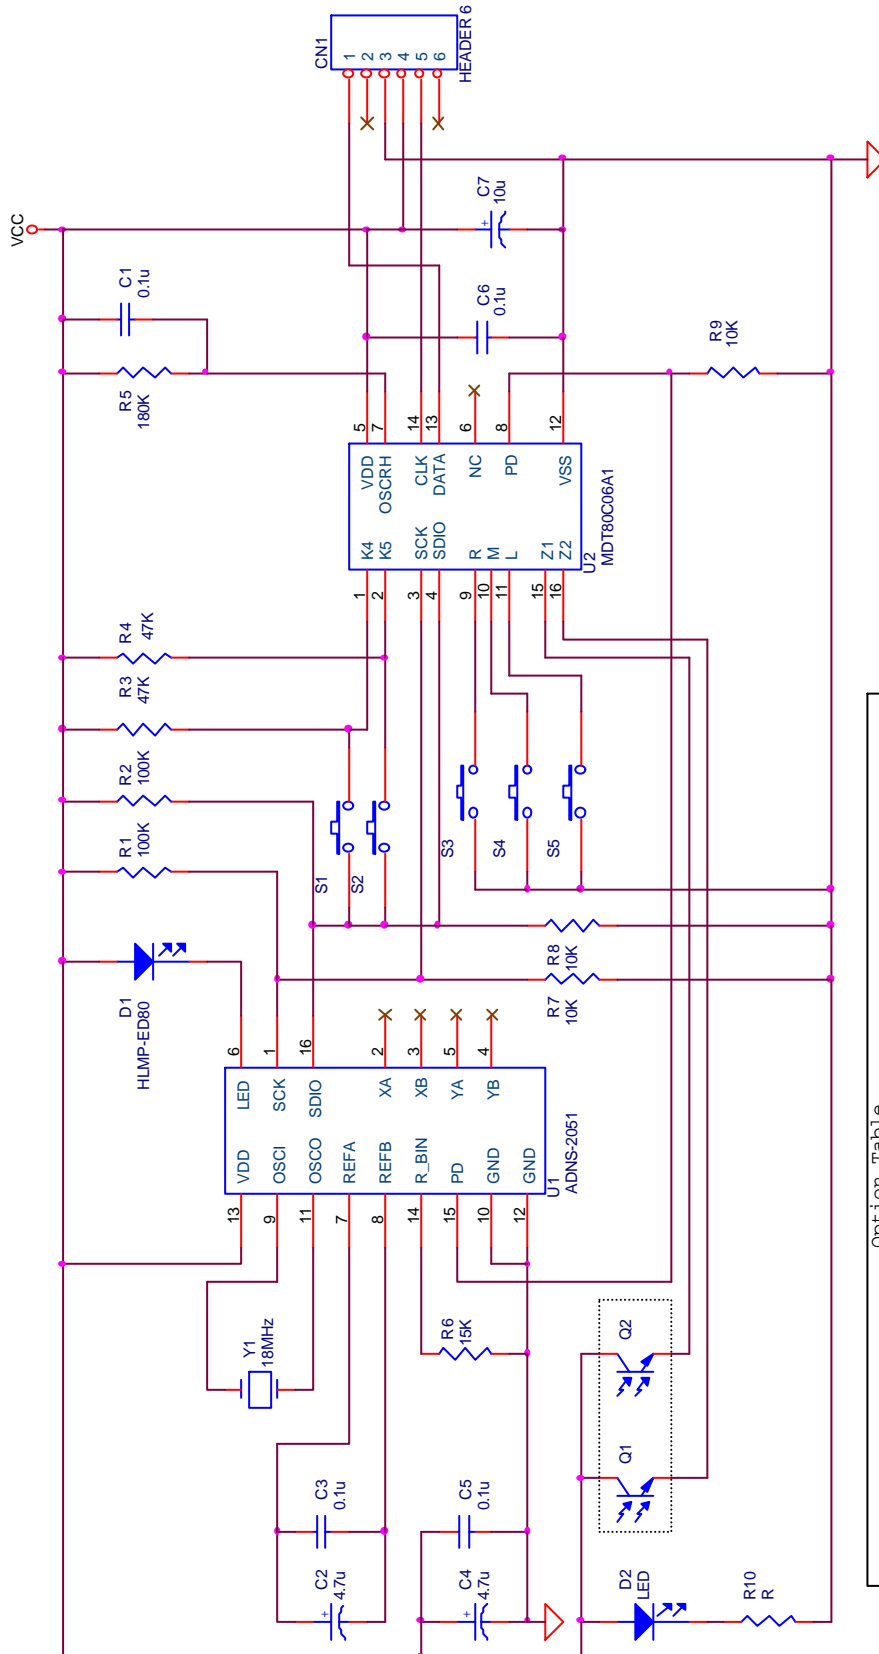 VCC
CN1
1
2
3
4
5
6
HEADER 6
C7
10u
C1
0.1u
C6
0.1u
R5
180K
R9
10K
5
7
14
13
6
8
12
VDD
OSCRH
CLK
DATA
NC
PD
VSS
K4
K5
SCK
SDIO
R
M
L
Z1
Z2
U2
MDT80C06A1
1
2
3
4
9
10
11
15
16
R4
47K
R3
47K
R2
100K
R1
100K
S1
S2
S3
S4
S5
D1
HLMP-ED80
R8
10K
R7
10K
6
1
16
2
3
5
4
LED
SCK
SDIO
XA
XB
YA
YB
VDD
OSCI
OSCO
REFA
REFB
R_BIN
PD
GND
GND
U1
ADNS-2051
13
9
11
7
8
14
15
10
12
Y1
18MHz
R6
15K
Q2
Q1
C3
0.1u
C5
0.1u
C2
4.7u
C4
4.7u
D2
LED
R10
R
Option Table